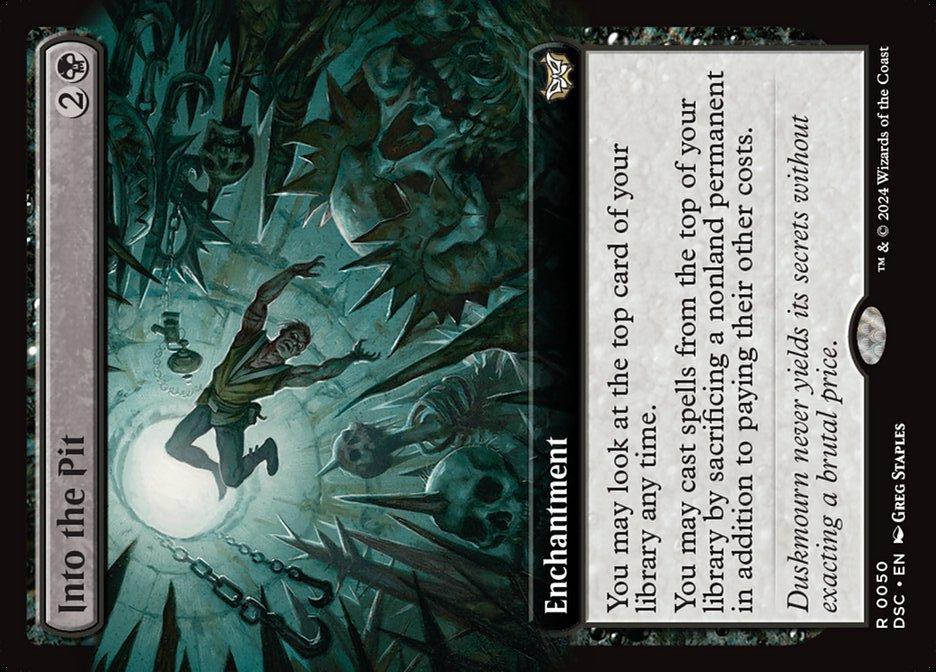 Into the Pit 2
Enchantment
You may look at the top card of your
library any time.
You may cast spells from the top of your
library by sacrificing a nonland permanent
in addition to paying their other costs.
Duskmourn never yields its secrets without
exacting a brutal price.
R 0050
DSC • EN GREG STAPLES
™ & © 2024 Wizards of the Coast